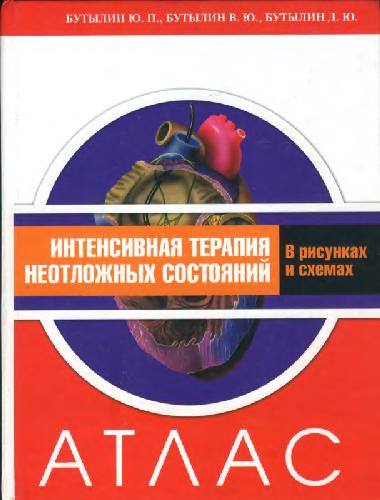 БУТЫЛИН Ю. П., БУТЫЛИН В. Ю., БУТЫЛИН Д. Ю.
ИНТЕНСИВНАЯ ТЕРАПИЯ
НЕОТЛОЖНЫХ СОСТОЯНИЙ
В рисунках
и схемах
АТЛАС